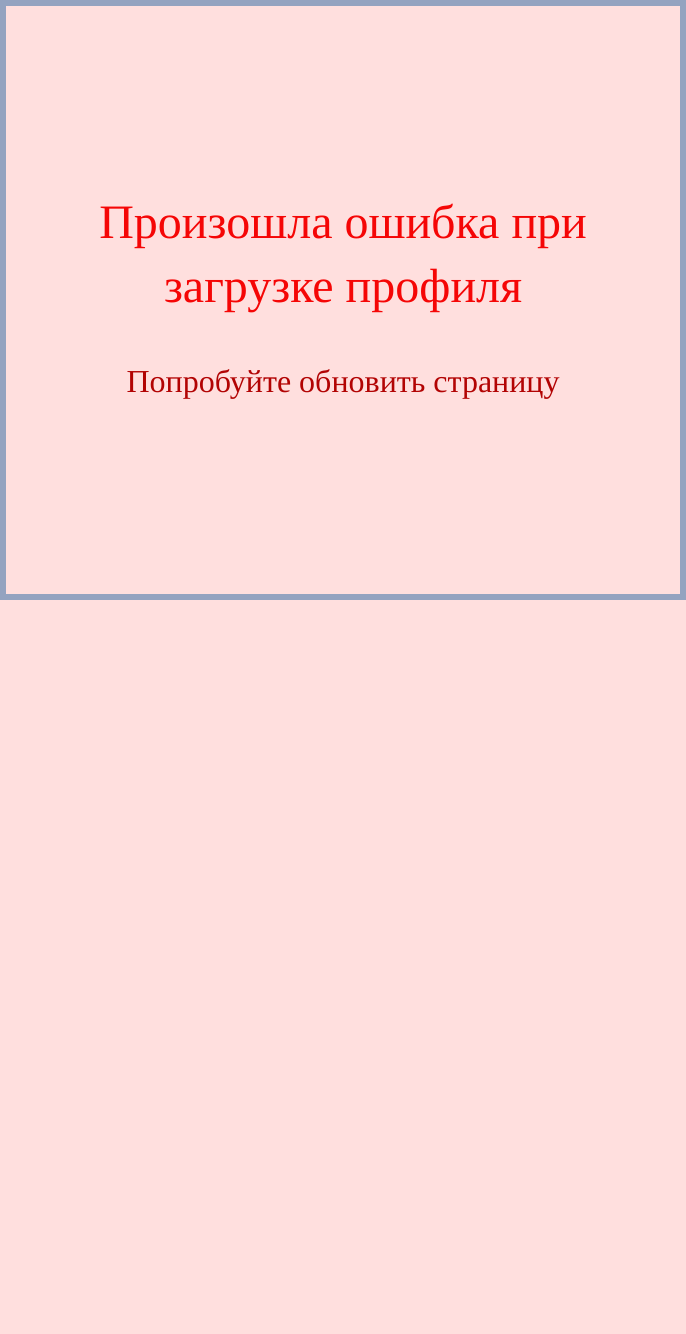 Произошла ошибка при
загрузке профиля
Попробуйте обновить страницу